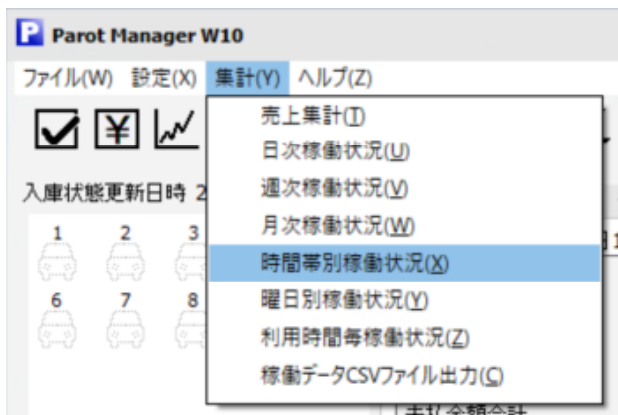 P Parot Manager W10
ファイル(W) 設定(X) 集計(Y) ヘルプ(Z)
売上集計(T)
日次稼働状況(U)
週次稼働状況(V)
月次稼働状況(W)
時間帯別稼働状況(X)
曜日別稼働状況(Y)
利用時間毎稼働状況(Z)
稼働データCSVファイル出力(C)
¥
入庫状態更新日時 2
1 2 3
6 7 8